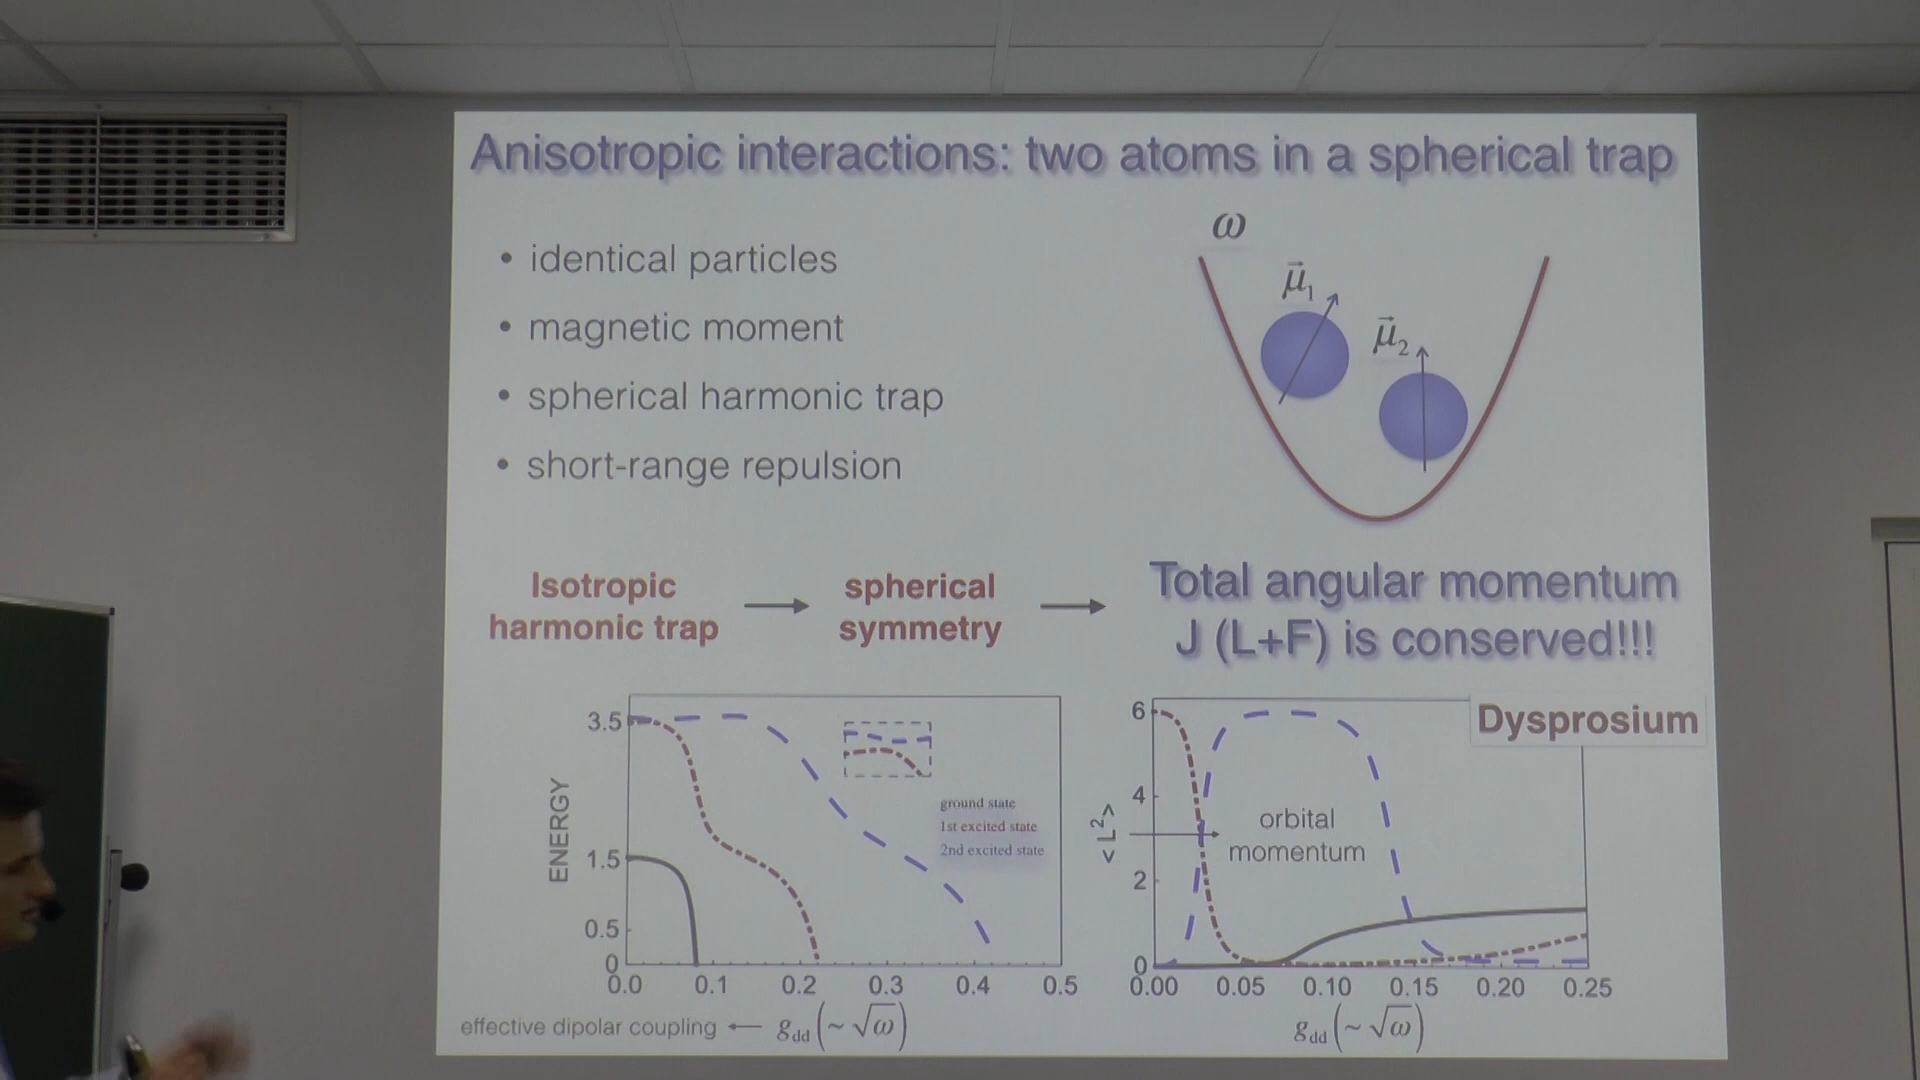 Anisotropic interactions: two atoms in a spherical trap
• identical particles
• magnetic moment
• spherical harmonic trap
• short-range repulsion
ω
μ⃗₁
μ⃗₂
Isotropic
harmonic trap
spherical
symmetry
Total angular momentum
J (L+F) is conserved!!!
ENERGY
3.5
1.5
0.5
0
0.0 0.1 0.2 0.3 0.4 0.5
ground state
1st excited state
2nd excited state
effective dipolar coupling ← g_dd (~ √ω)
Dysprosium
< L² >
6
4
2
0
0.00 0.05 0.10 0.15 0.20 0.25
orbital
momentum
g_dd (~ √ω)